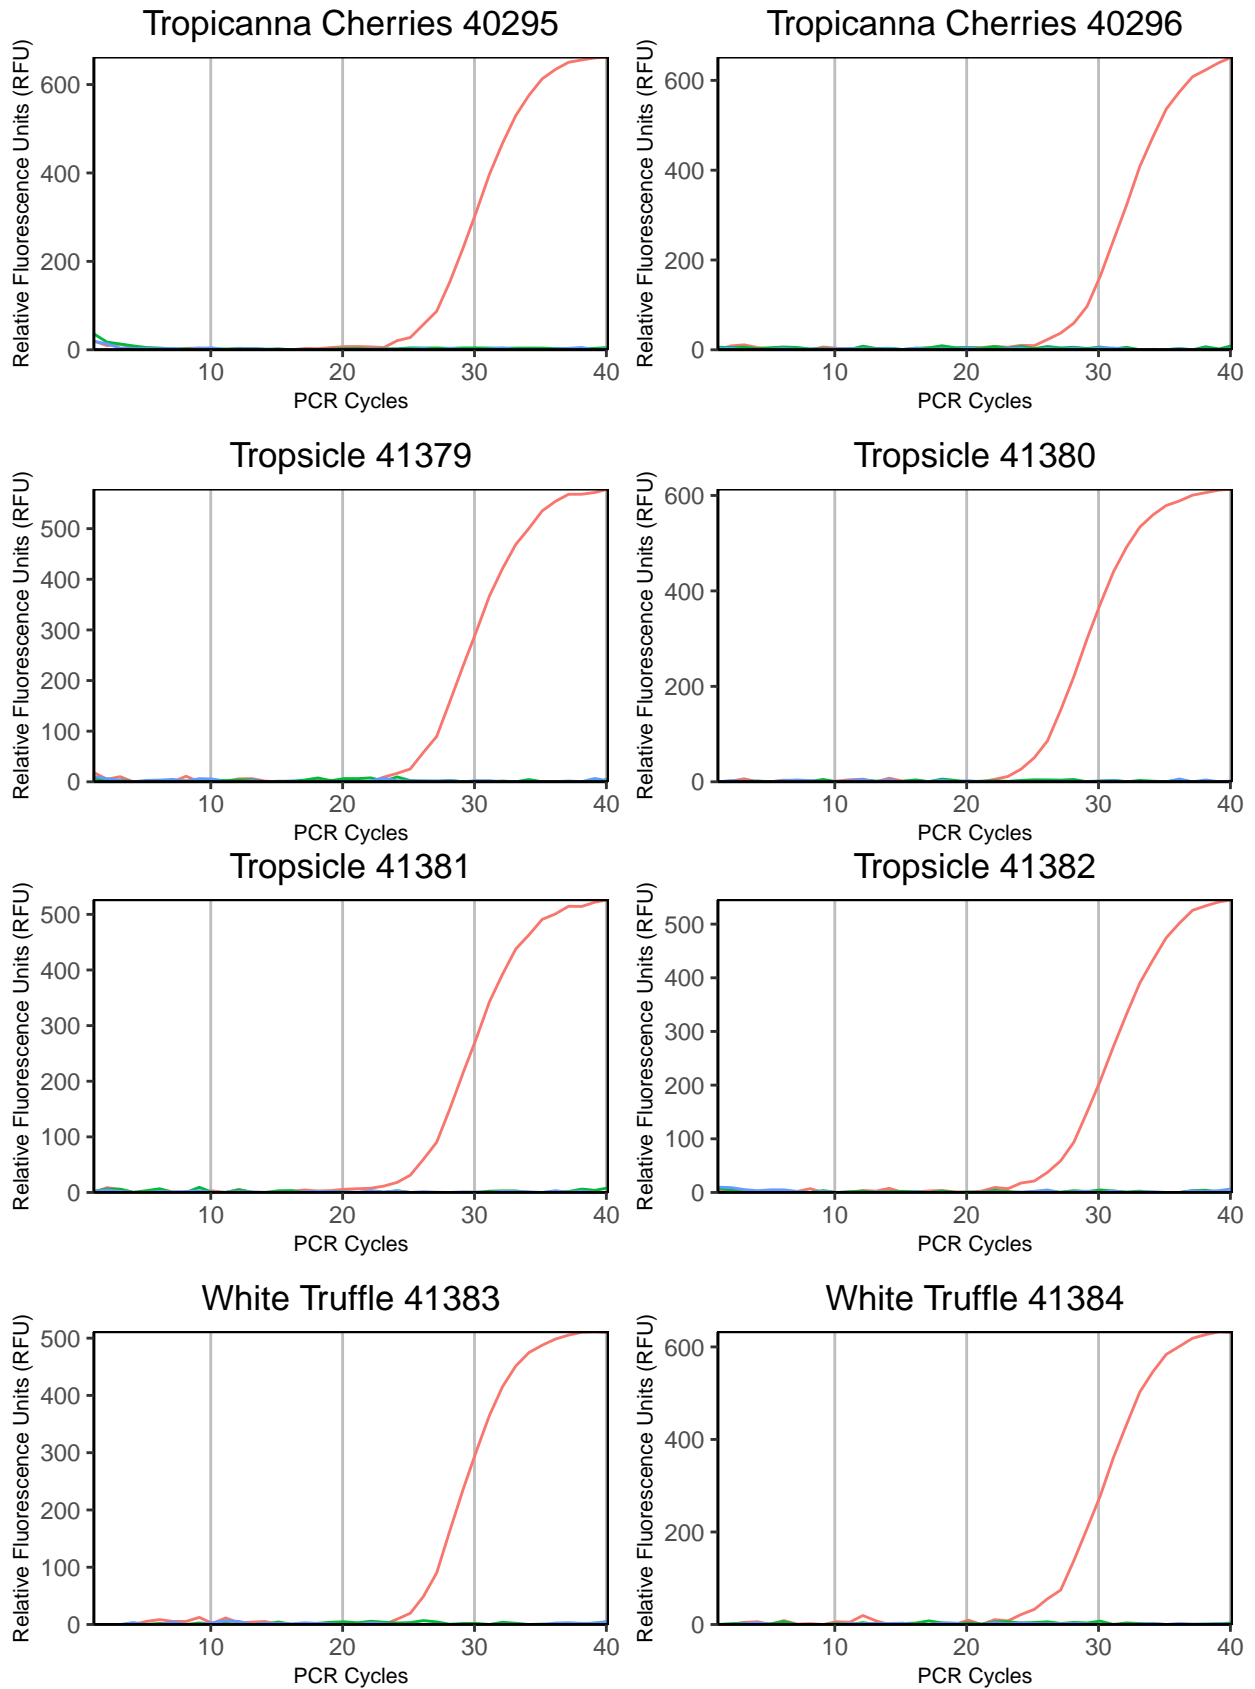 Tropicanna Cherries 40295
Relative Fluorescence Units (RFU)
600
400
200
0
10 20 30 40
PCR Cycles
Tropicanna Cherries 40296
Relative Fluorescence Units (RFU)
600
400
200
0
10 20 30 40
PCR Cycles
Tropsicle 41379
Relative Fluorescence Units (RFU)
500
400
300
200
100
0
10 20 30 40
PCR Cycles
Tropsicle 41380
Relative Fluorescence Units (RFU)
600
400
200
0
10 20 30 40
PCR Cycles
Tropsicle 41381
Relative Fluorescence Units (RFU)
500
400
300
200
100
0
10 20 30 40
PCR Cycles
Tropsicle 41382
Relative Fluorescence Units (RFU)
500
400
300
200
100
0
10 20 30 40
PCR Cycles
White Truffle 41383
Relative Fluorescence Units (RFU)
500
400
300
200
100
0
10 20 30 40
PCR Cycles
White Truffle 41384
Relative Fluorescence Units (RFU)
600
400
200
0
10 20 30 40
PCR Cycles